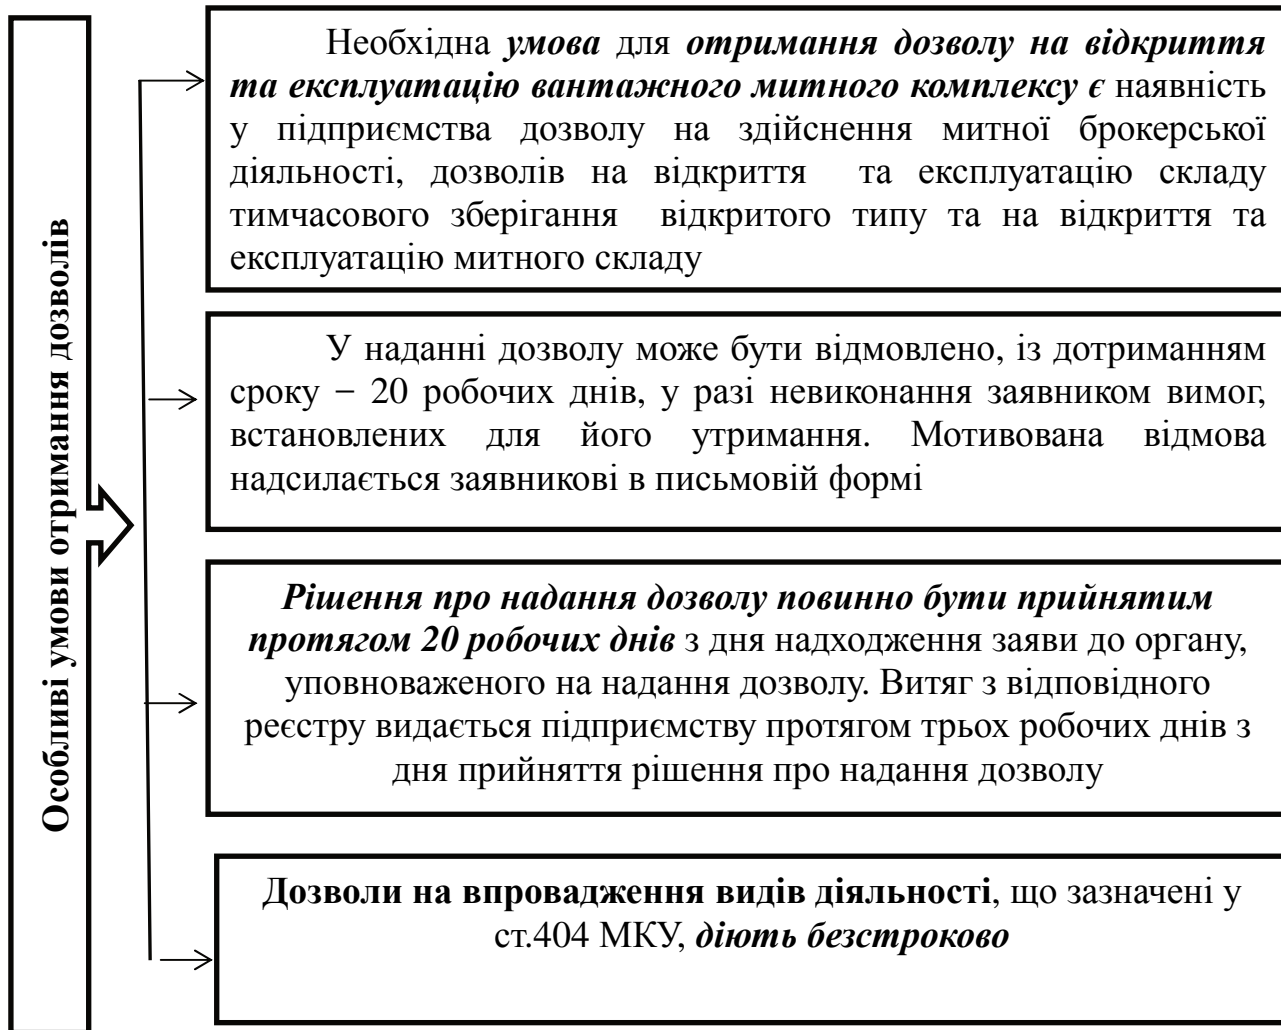 Особливі умови отримання дозволів
Необхідна умова для отримання дозволу на відкриття
та експлуатацію вантажного митного комплексу є наявність
у підприємства дозволу на здійснення митної брокерської
діяльності, дозволів на відкриття та експлуатацію складу
тимчасового зберігання відкритого типу та на відкриття та
експлуатацію митного складу
У наданні дозволу може бути відмовлено, із дотриманням
сроку − 20 робочих днів, у разі невиконання заявником вимог,
встановлених для його утримання. Мотивована відмова
надсилається заявникові в письмовій формі
Рішення про надання дозволу повинно бути прийнятим
протягом 20 робочих днів з дня надходження заяви до органу,
уповноваженого на надання дозволу. Витяг з відповідного
реєстру видається підприємству протягом трьох робочих днів з
дня прийняття рішення про надання дозволу
Дозволи на впровадження видів діяльності, що зазначені у
ст.404 МКУ, діють безстроково